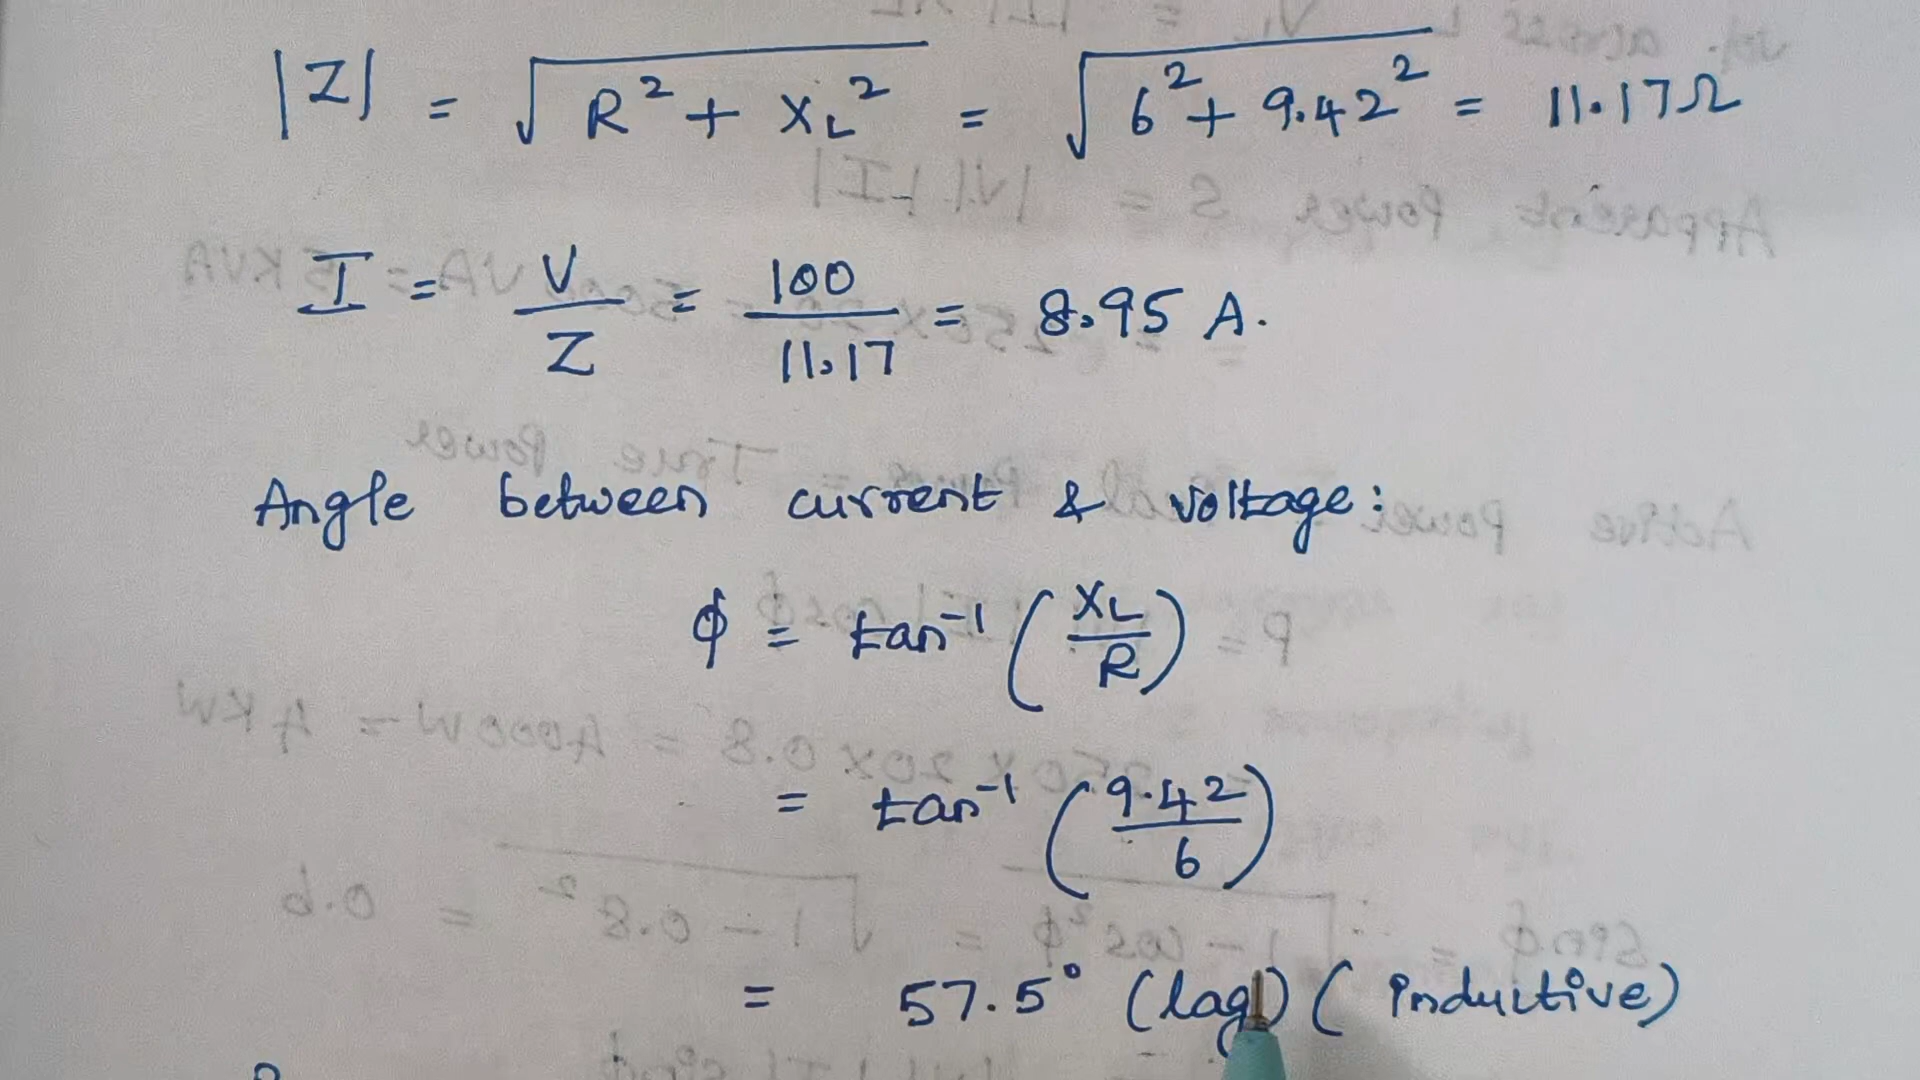 |Z| = √(R² + X_L²) = √(6² + 9.42²) = 11.17Ω
I = V/Z = 100/11.17 = 8.95 A.
Angle between current & voltage:
ϕ = tan⁻¹ (X_L/R)
= tan⁻¹ (9.42/6)
= 57.5° (lag) (inductive)